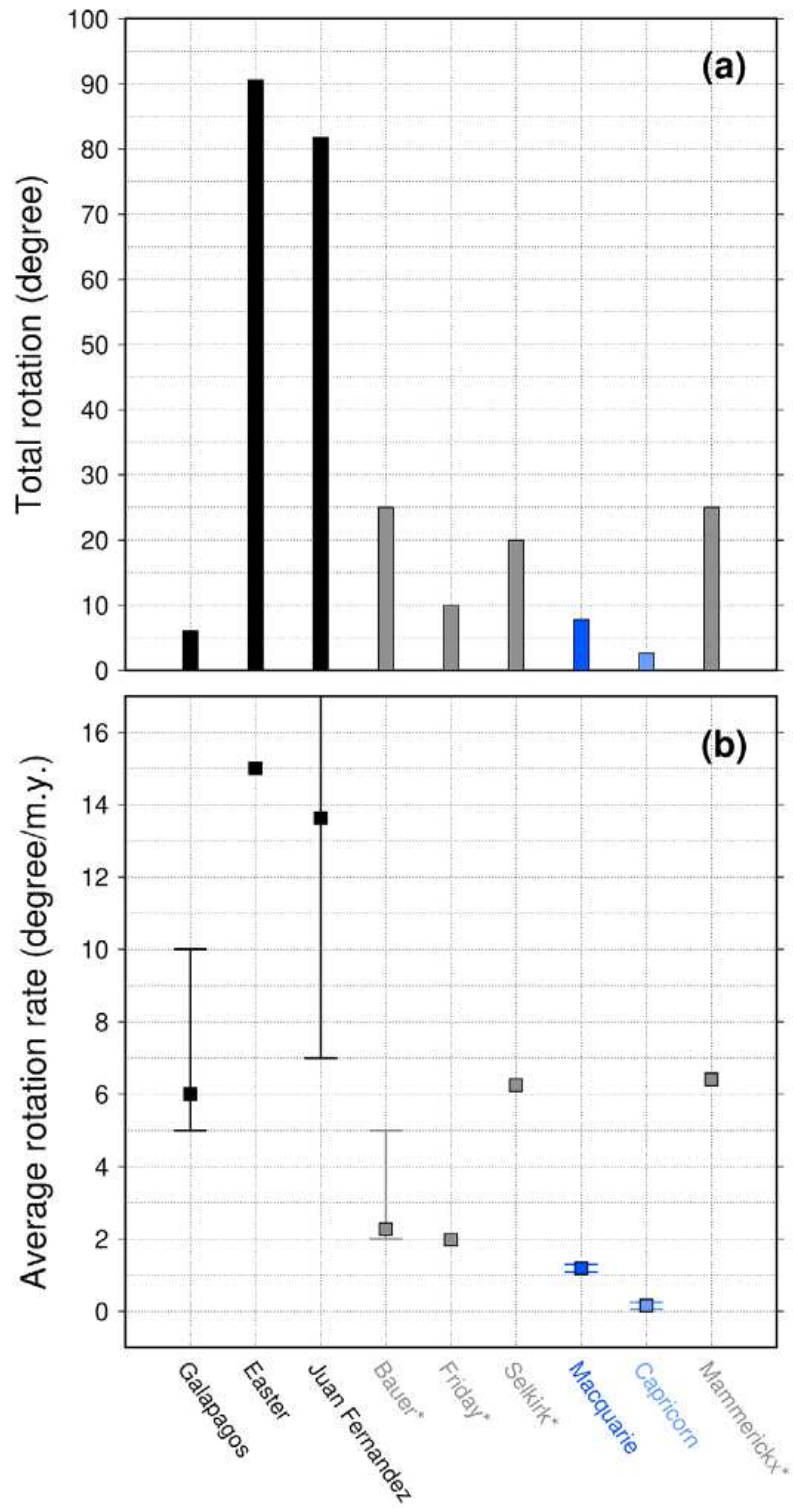 (a)
Total rotation (degree)
100
90
80
70
60
50
40
30
20
10
0
(b)
Average rotation rate (degree/m.y.)
16
14
12
10
8
6
4
2
0
Galapagos
Easter
Juan Fernandez
Bauer*
Friday*
Selkirk*
Macquarie
Capricorn
Mammerickx*